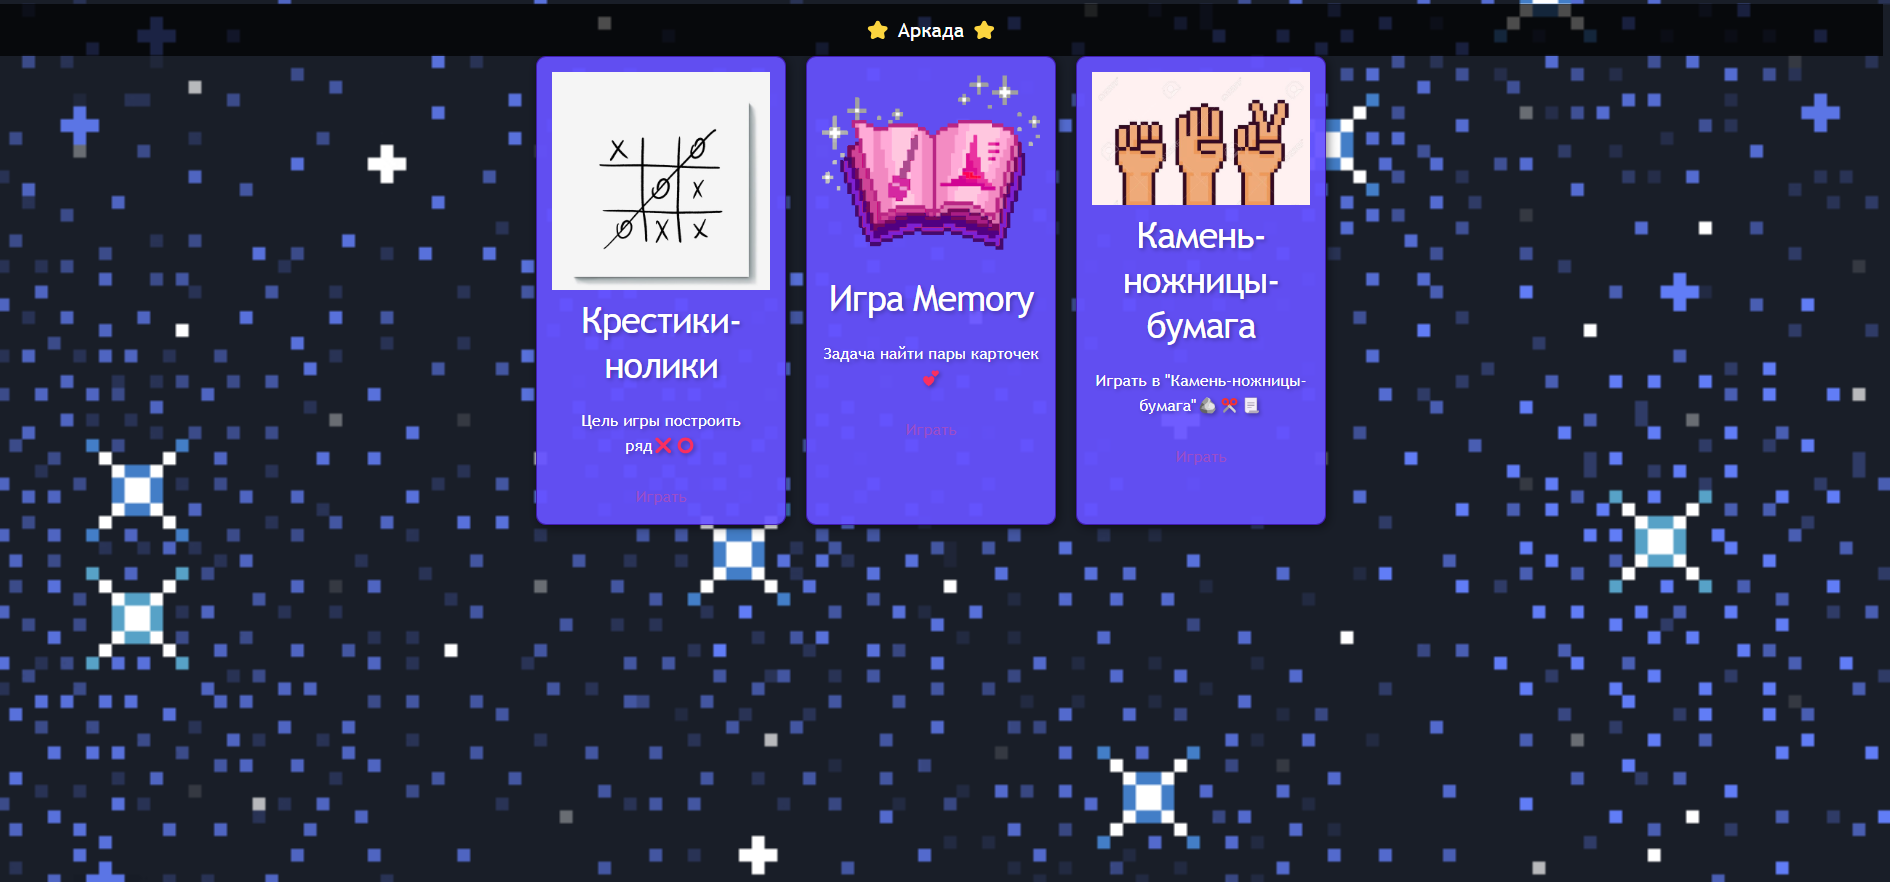 ⭐ Аркада ⭐
Крестики-
нолики
Цель игры построить
ряд❌⭕
Играть
Игра Memory
Задача найти пары карточек
💕
Играть
Камень-
ножницы-
бумага
Играть в "Камень-ножницы-
бумага"🪨✂️📃
Играть